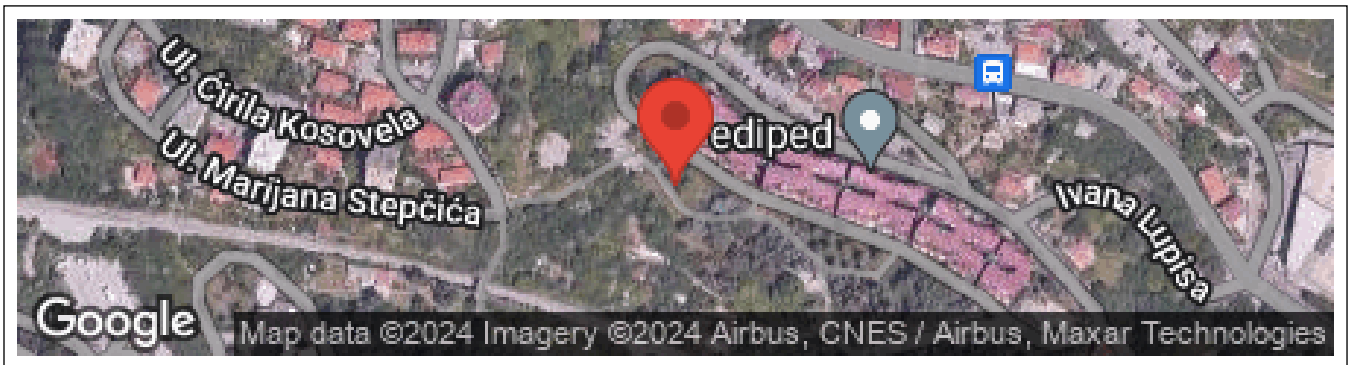 Ul. Ćirila Kosovela
Ul. Marijana Stepčića
ediped
Ivana Lupisa
Google
Map data ©2024 Imagery ©2024 Airbus, CNES / Airbus, Maxar Technologies